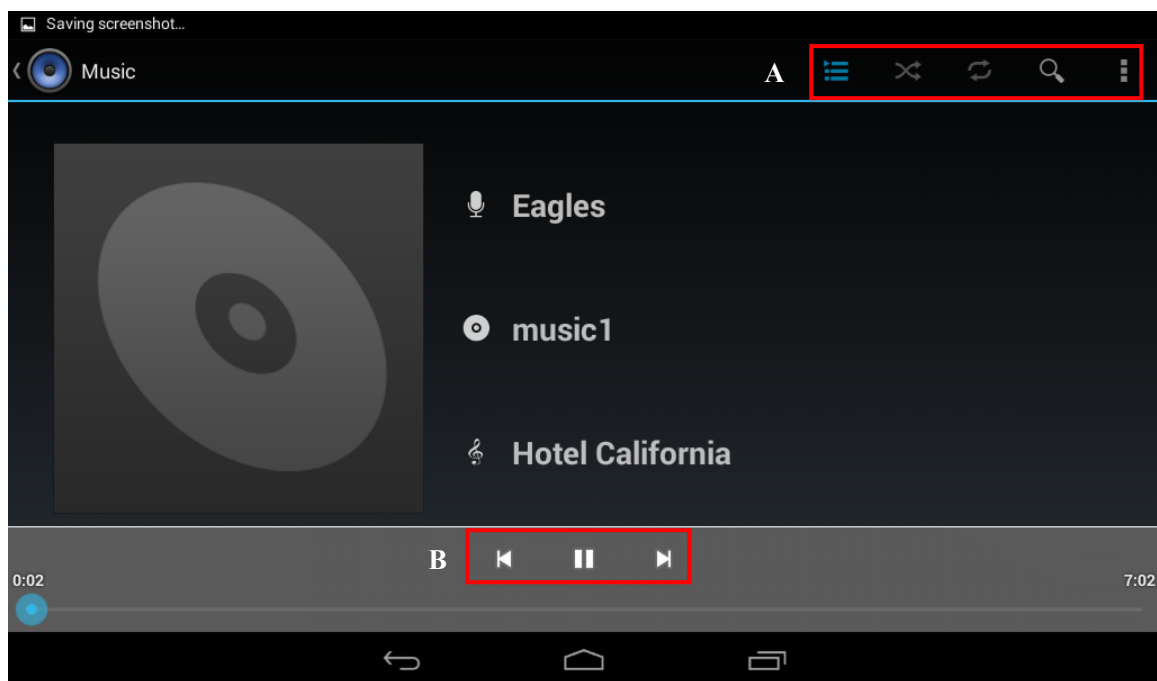 Saving screenshot...
Music
A
Eagles
music1
Hotel California
B
0:02
7:02